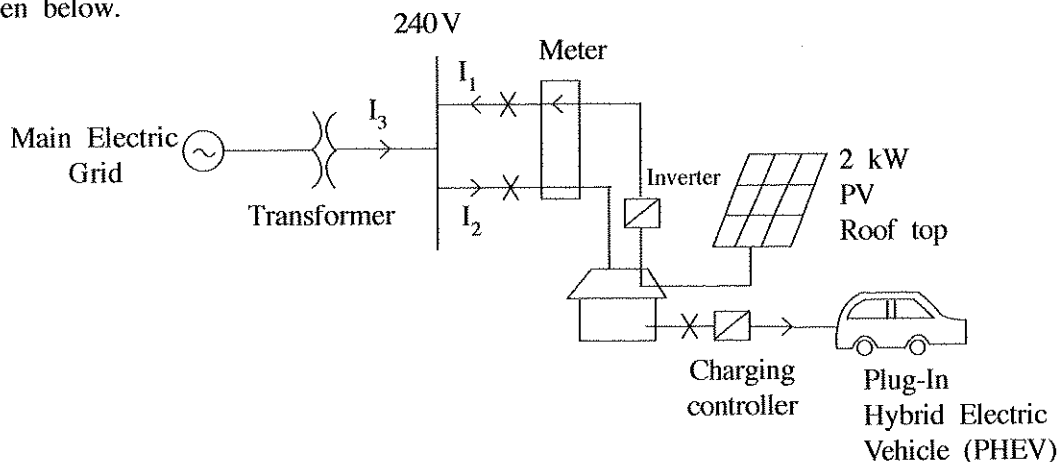 en below.
240 V
Meter
I1
I3
Main Electric
Grid
Transformer
I2
Inverter
2 kW
PV
Roof top
Charging
controller
Plug-In
Hybrid Electric
Vehicle (PHEV)